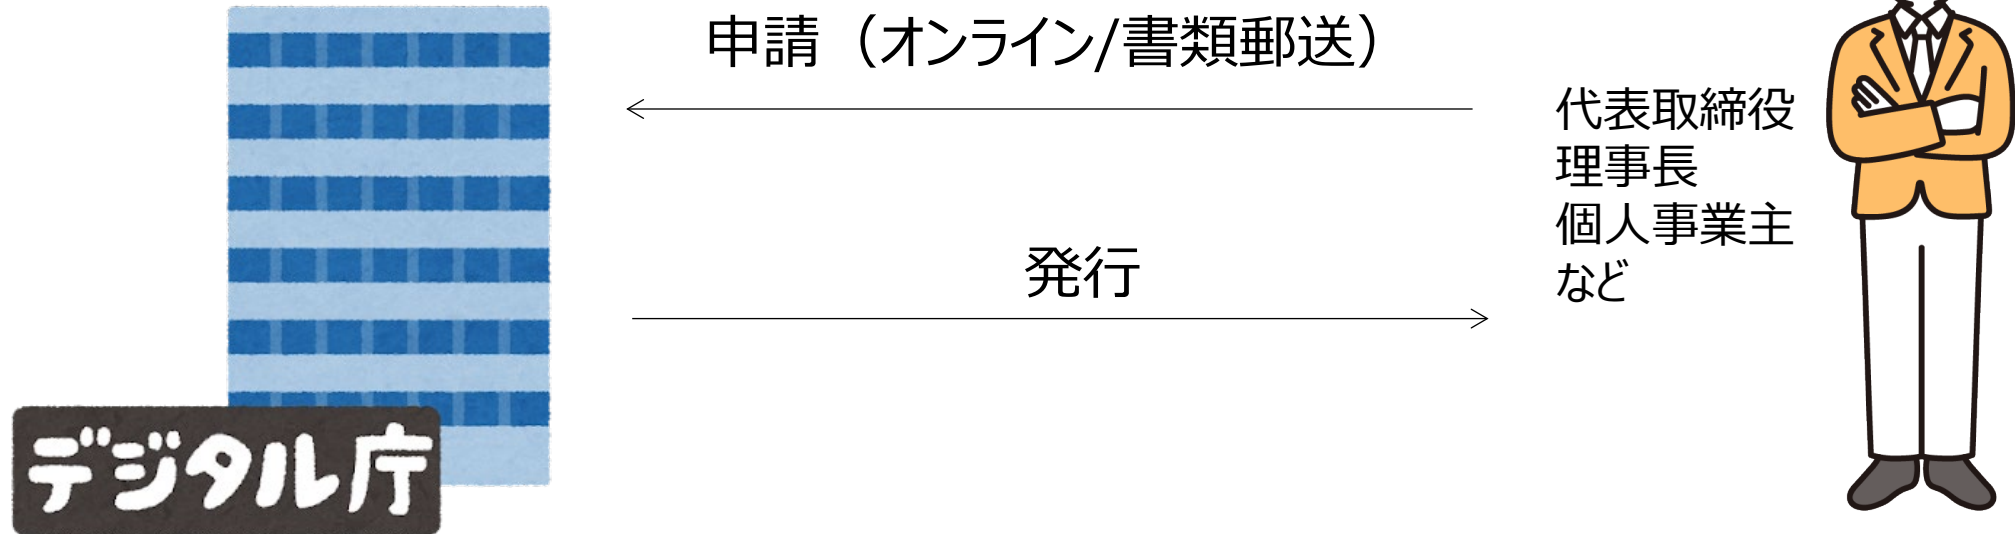 申請（オンライン/書類郵送）
代表取締役
理事長
個人事業主
など
発行
デジタル庁